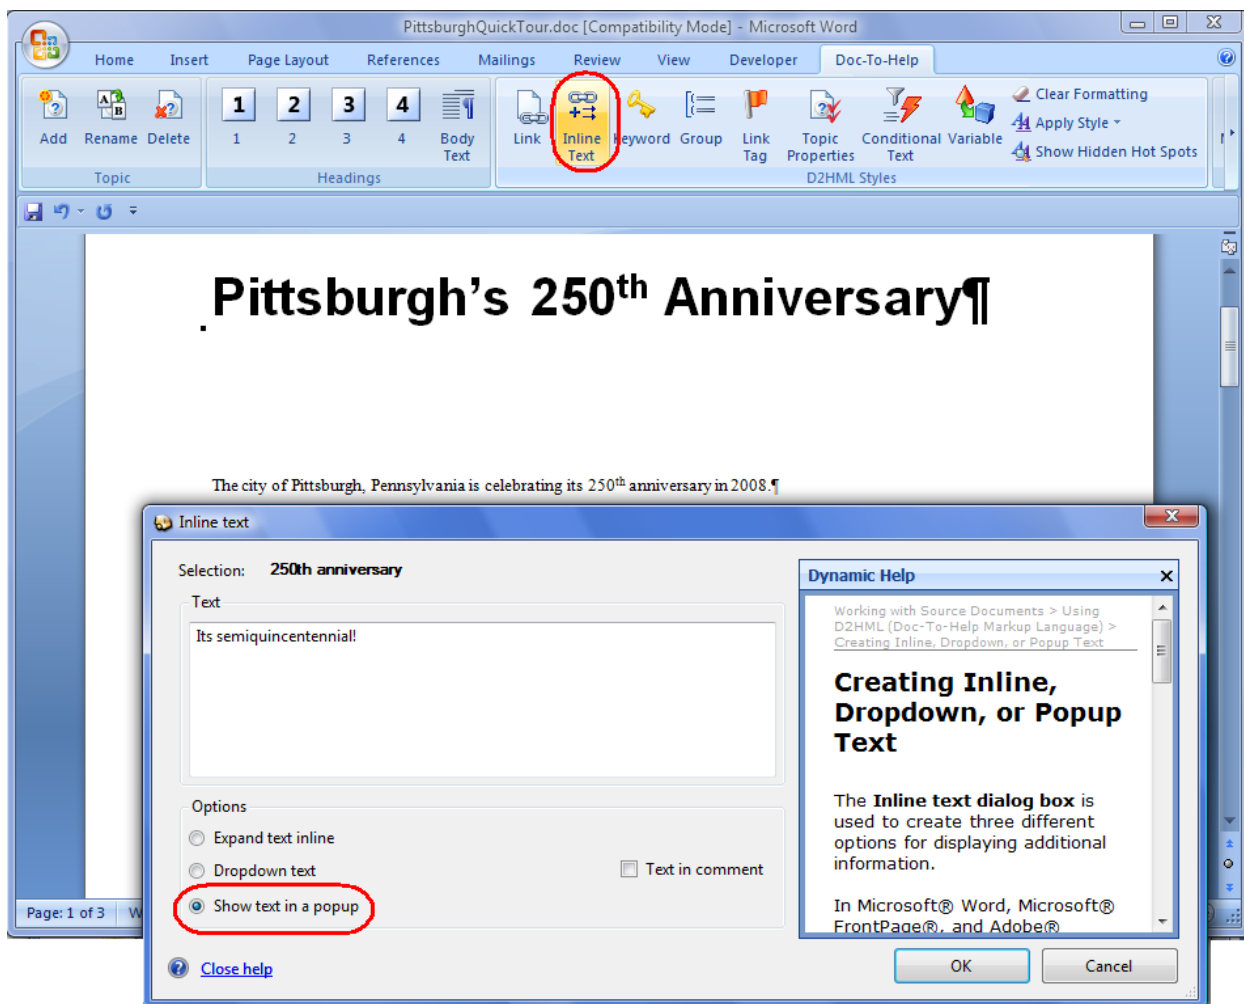 PittsburghQuickTour.doc [Compatibility Mode] - Microsoft Word
Home Insert Page Layout References Mailings Review View Developer Doc-To-Help
Add Rename Delete 1 2 3 4 Body Text Link Inline Text Keyword Group Link Tag Topic Properties Conditional Text Variable
Clear Formatting
Apply Style
Show Hidden Hot Spots
Topic Headings D2HML Styles
Pittsburgh's 250th Anniversary¶
The city of Pittsburgh, Pennsylvania is celebrating its 250th anniversary in 2008.¶
Inline text
Selection: 250th anniversary
Text
Its semiquincentennial!
Options
Expand text inline
Dropdown text
Text in comment
Show text in a popup
Dynamic Help
Working with Source Documents > Using
D2HML (Doc-To-Help Markup Language) >
Creating Inline, Dropdown, or Popup Text
Creating Inline,
Dropdown, or Popup
Text
The Inline text dialog box is
used to create three different
options for displaying additional
information.
In Microsoft® Word, Microsoft®
FrontPage®, and Adobe®
Page: 1 of 3
Close help
OK Cancel